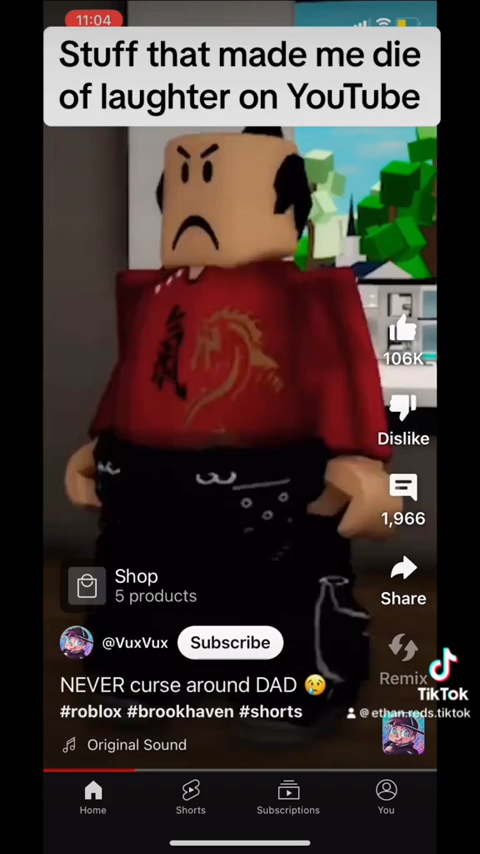 11:04
Stuff that made me die
of laughter on YouTube
氣
106K
Dislike
1,966
Share
Shop
5 products
@VuxVux
Subscribe
Remix
TikTok
@ethan.reds.tiktok
NEVER curse around DAD 😢
#roblox #brookhaven #shorts
Original Sound
Home
Shorts
Subscriptions
You